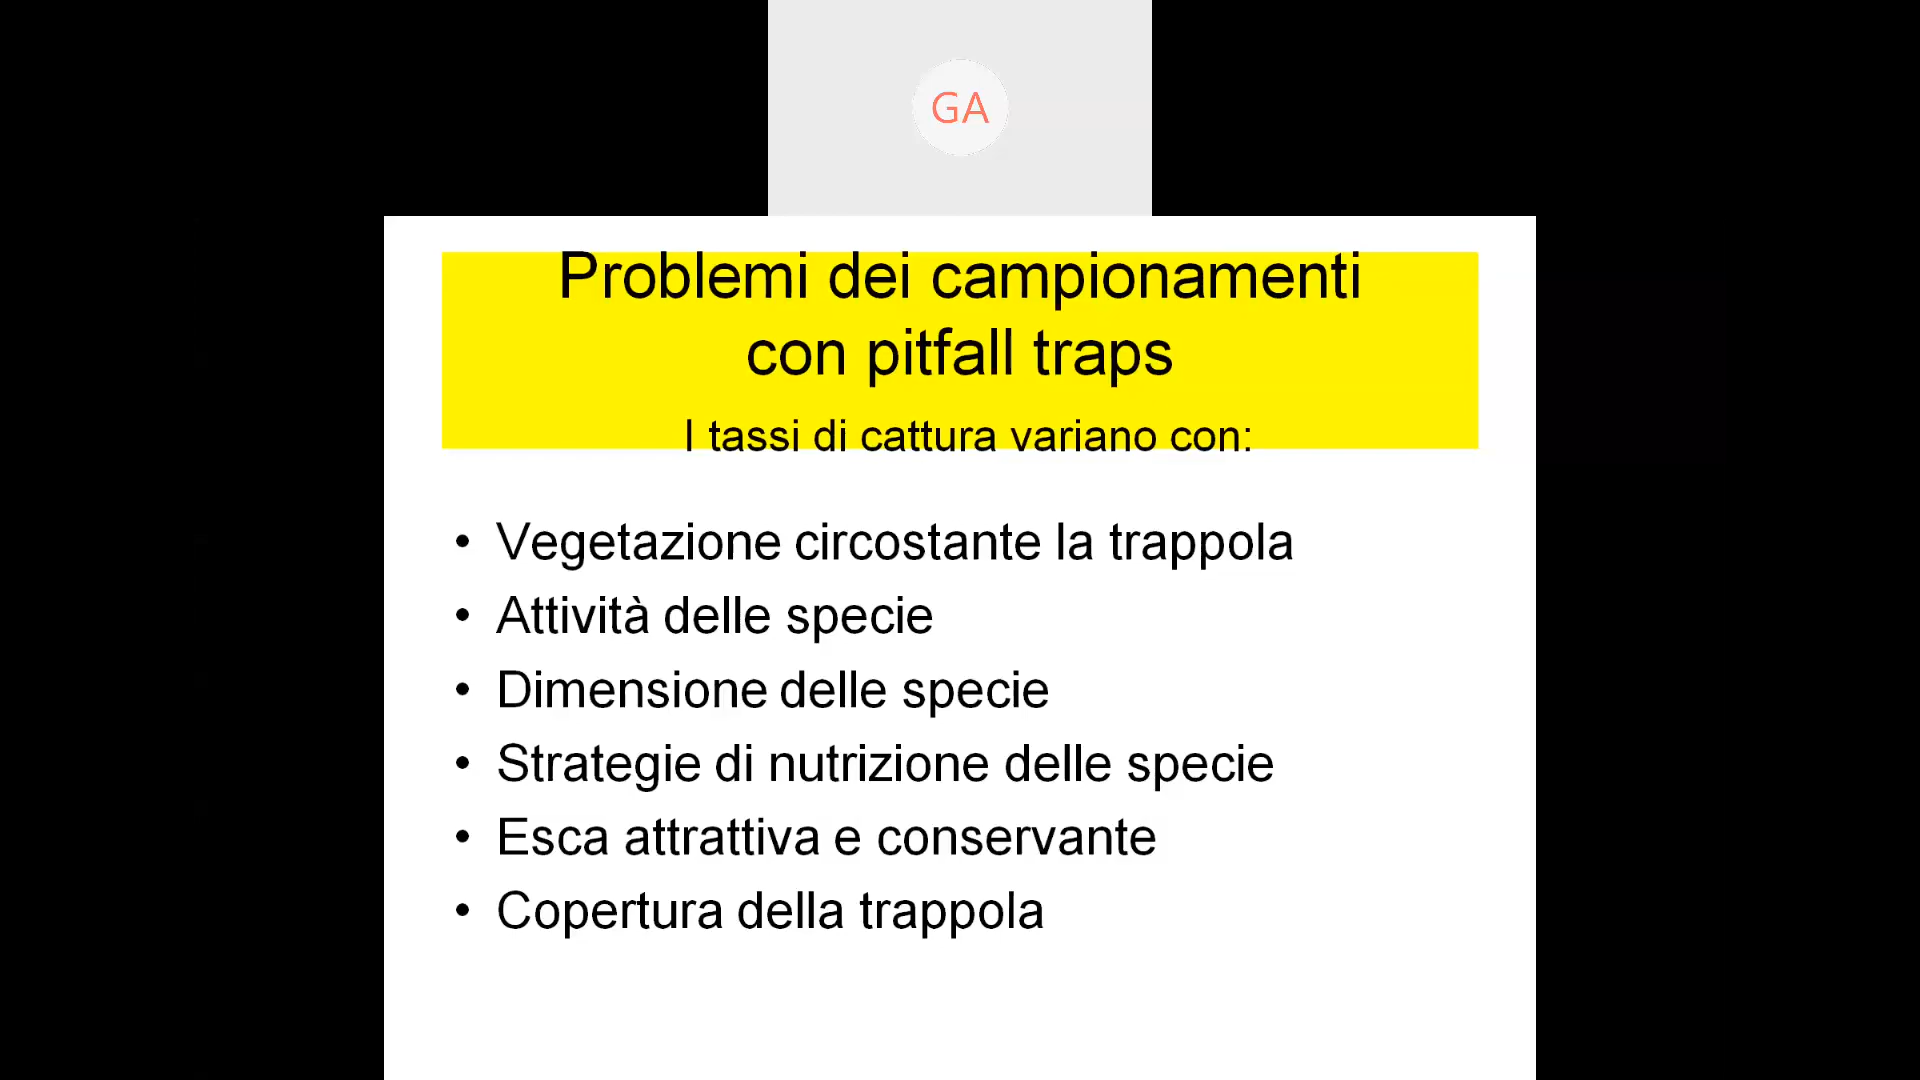 GA
Problemi dei campionamenti
con pitfall traps
I tassi di cattura variano con:
• Vegetazione circostante la trappola
• Attività delle specie
• Dimensione delle specie
• Strategie di nutrizione delle specie
• Esca attrattiva e conservante
• Copertura della trappola